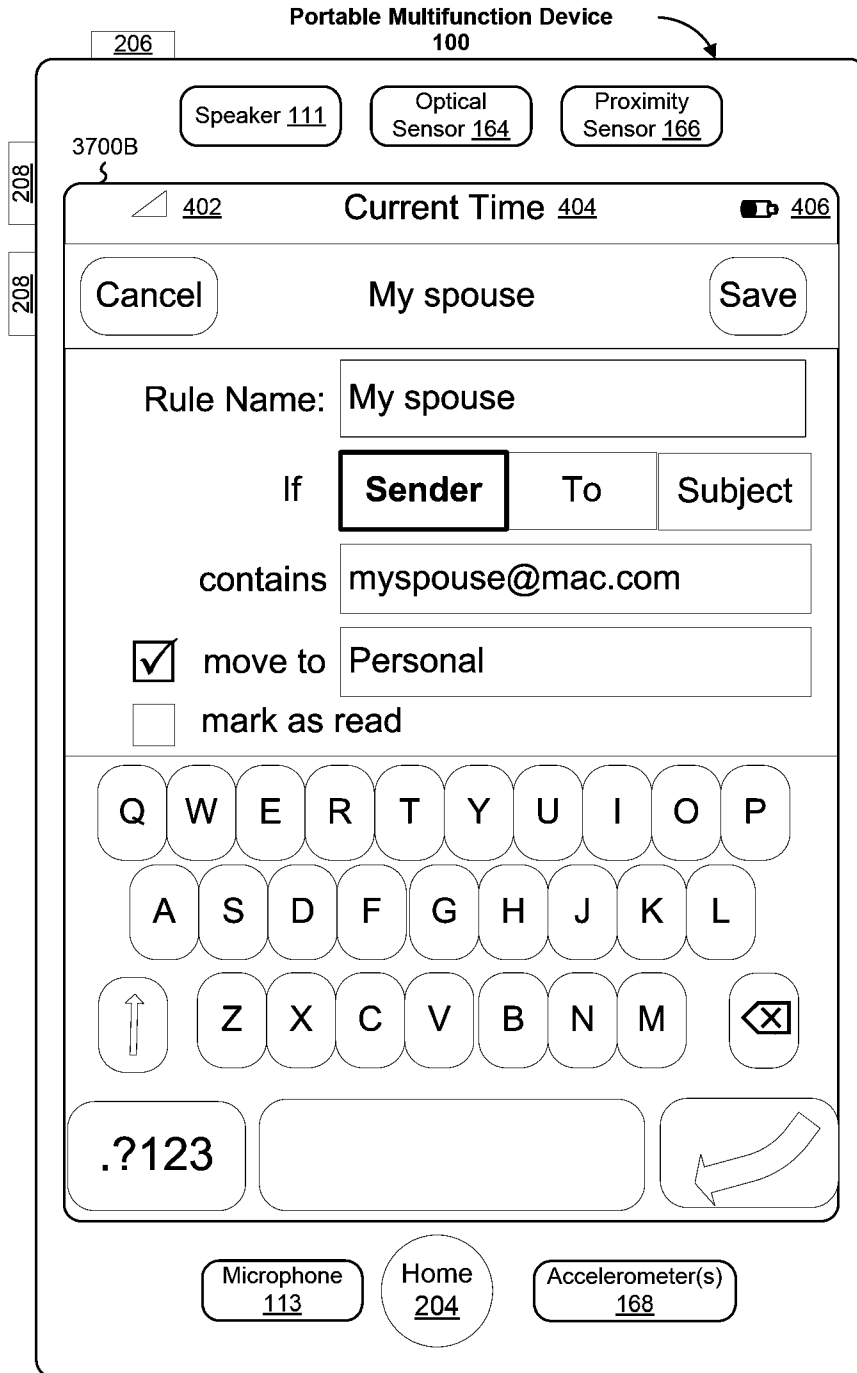 Portable Multifunction Device
100
206
Speaker 111
Optical
Sensor 164
Proximity
Sensor 166
3700B
208
208
402
Current Time 404
406
Cancel
My spouse
Save
Rule Name:
My spouse
If
Sender
To
Subject
contains
myspouse@mac.com
move to
Personal
mark as read
Q W E R T Y U I O P
A S D F G H J K L
Z X C V B N M
.?123
Microphone
113
Home
204
Accelerometer(s)
168